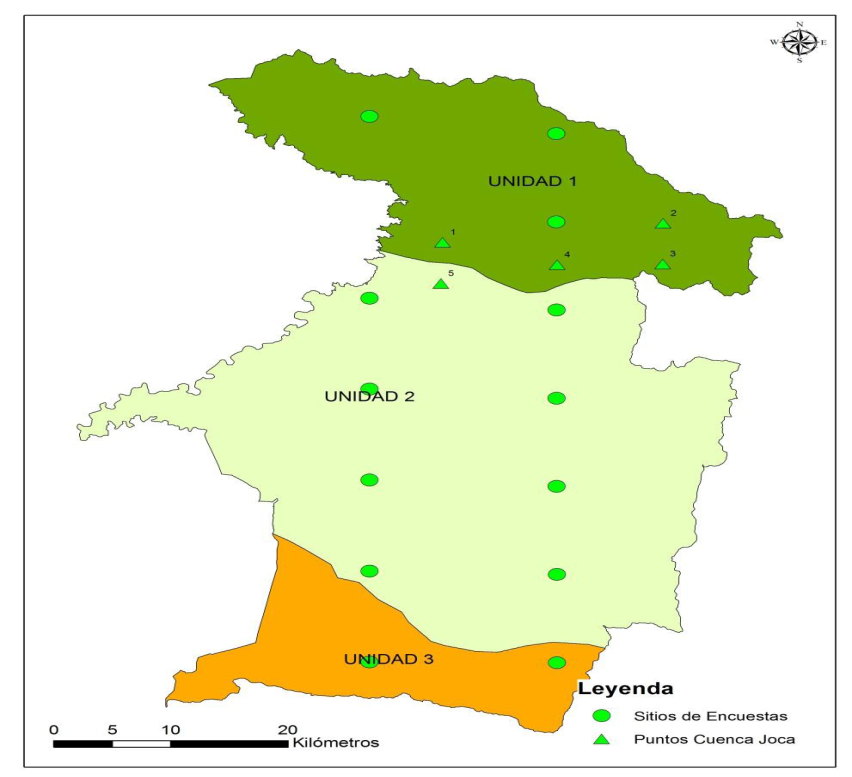 N
W E
S
UNIDAD 1
2
1
4 3
5
UNIDAD 2
UNIDAD 3
Leyenda
Sitios de Encuestas
Puntos Cuenca Joca
0 5 10 20
Kilómetros